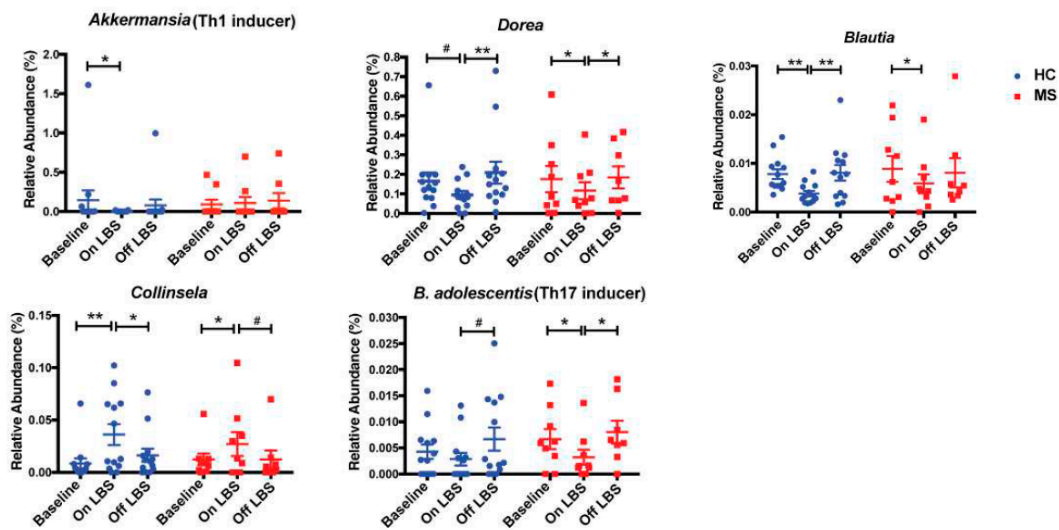 Akkermansia (Th1 inducer)
Relative Abundance (%)
2.0
1.5
1.0
0.5
0.0
*
Baseline
On LBS
Off LBS
Baseline
On LBS
Off LBS
Dorea
Relative Abundance (%)
0.8
0.7
0.6
0.5
0.4
0.3
0.2
0.1
0.0
# ** * *
Baseline
On LBS
Off LBS
Baseline
On LBS
Off LBS
Blautia
Relative Abundance (%)
0.03
0.02
0.010
0.005
0.000
** ** *
Baseline
On LBS
Off LBS
Baseline
On LBS
Off LBS
HC
MS
Collinsela
Relative Abundance (%)
0.15
0.10
0.05
0.00
** * * #
Baseline
On LBS
Off LBS
Baseline
On LBS
Off LBS
B. adolescentis (Th17 inducer)
Relative Abundance (%)
0.030
0.025
0.020
0.015
0.010
0.005
0.000
# * *
Baseline
On LBS
Off LBS
Baseline
On LBS
Off LBS